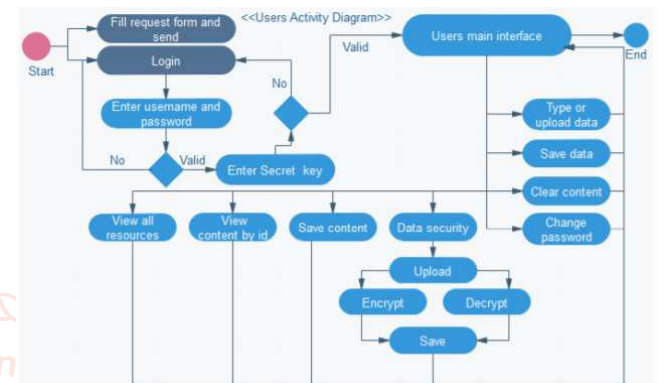 <<Users Activity Diagram>>
Fill request form and
send
Start
Login
Valid
Users main interface
End
No
Enter username and
password
No
Valid
Enter Secret key
Type or
upload data
Save data
Clear content
Change
password
View all
resources
View
content by id
Save content
Data security
Upload
Encrypt
Decrypt
Save